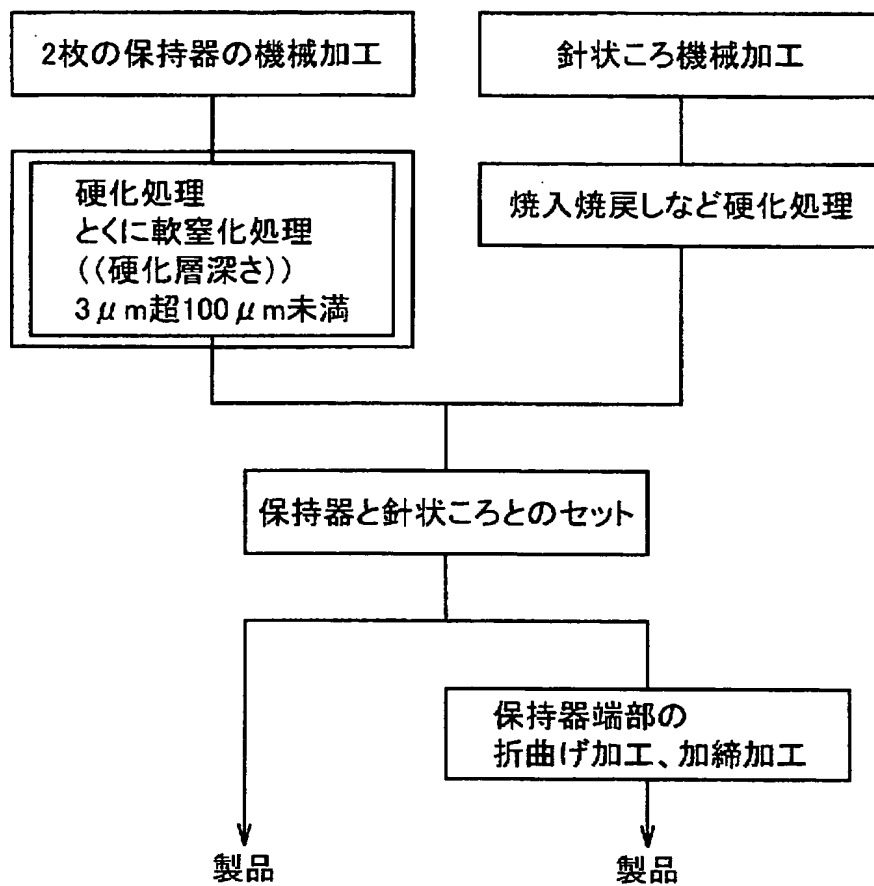 2枚の保持器の機械加工
針状ころ機械加工
硬化処理
とくに軟窒化処理
((硬化層深さ))
3μm超100μm未満
焼入焼戻しなど硬化処理
保持器と針状ころとのセット
保持器端部の
折曲げ加工、加締加工
製品
製品